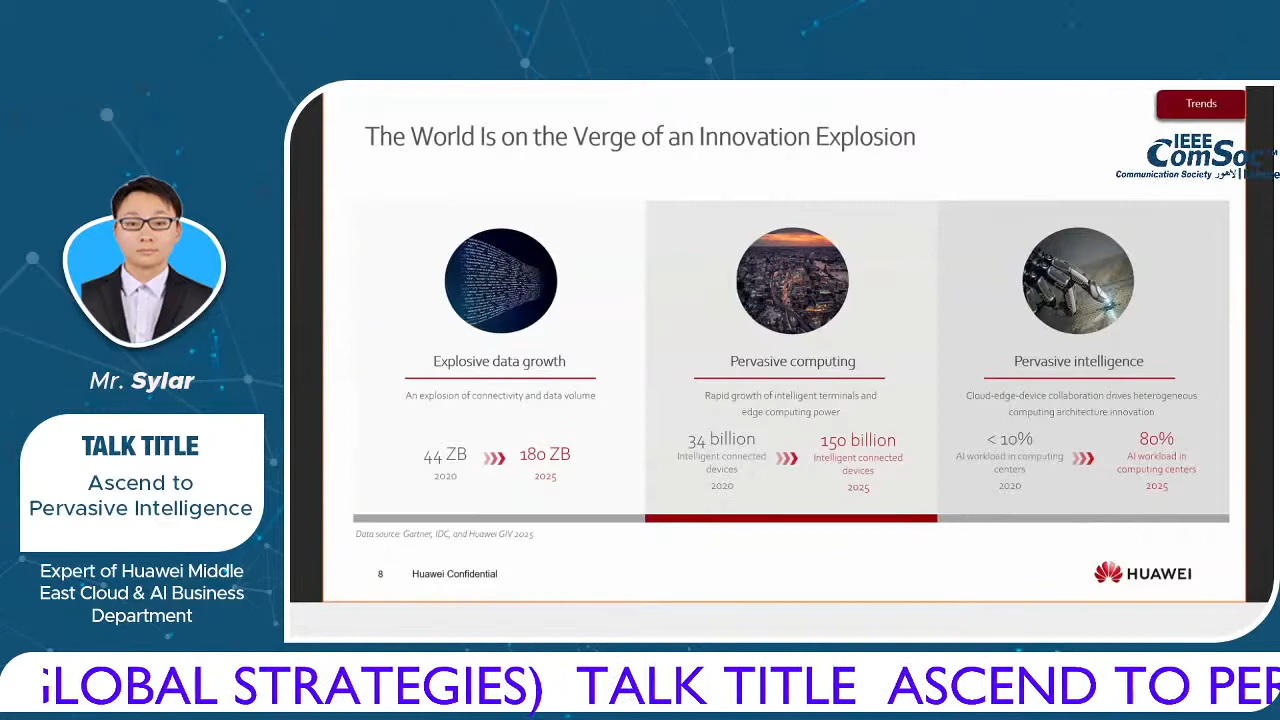 Trends
The World Is on the Verge of an Innovation Explosion
IEEE
ComSoc™
Communication Society لاہور | Lahore
Explosive data growth
An explosion of connectivity and data volume
44 ZB
2020
180 ZB
2025
Pervasive computing
Rapid growth of intelligent terminals and
edge computing power
34 billion
Intelligent connected
devices
2020
150 billion
Intelligent connected
devices
2025
Pervasive intelligence
Cloud-edge-device collaboration drives heterogeneous
computing architecture innovation
< 10%
AI workload in computing
centers
2020
80%
AI workload in
computing centers
2025
Data source: Gartner, IDC, and Huawei GIV 2025
8 Huawei Confidential
HUAWEI
Mr. Sylar
TALK TITLE
Ascend to
Pervasive Intelligence
Expert of Huawei Middle
East Cloud & AI Business
Department
GLOBAL STRATEGIES) TALK TITLE ASCEND TO PER